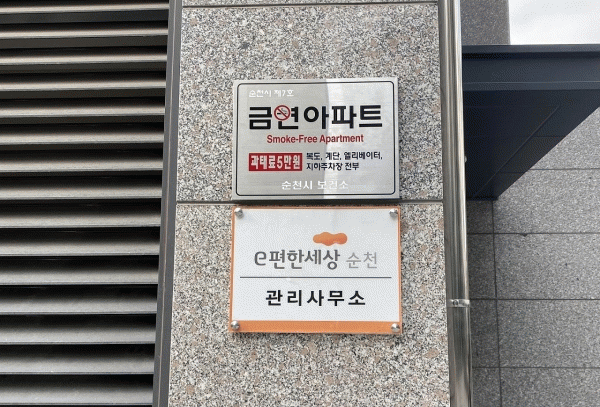 순천시 제7호
금연아파트
Smoke-Free Apartment
과태료5만원
복도, 계단, 엘리베이터,
지하주차장 전부
순천시 보건소
e편한세상 순천
관리사무소